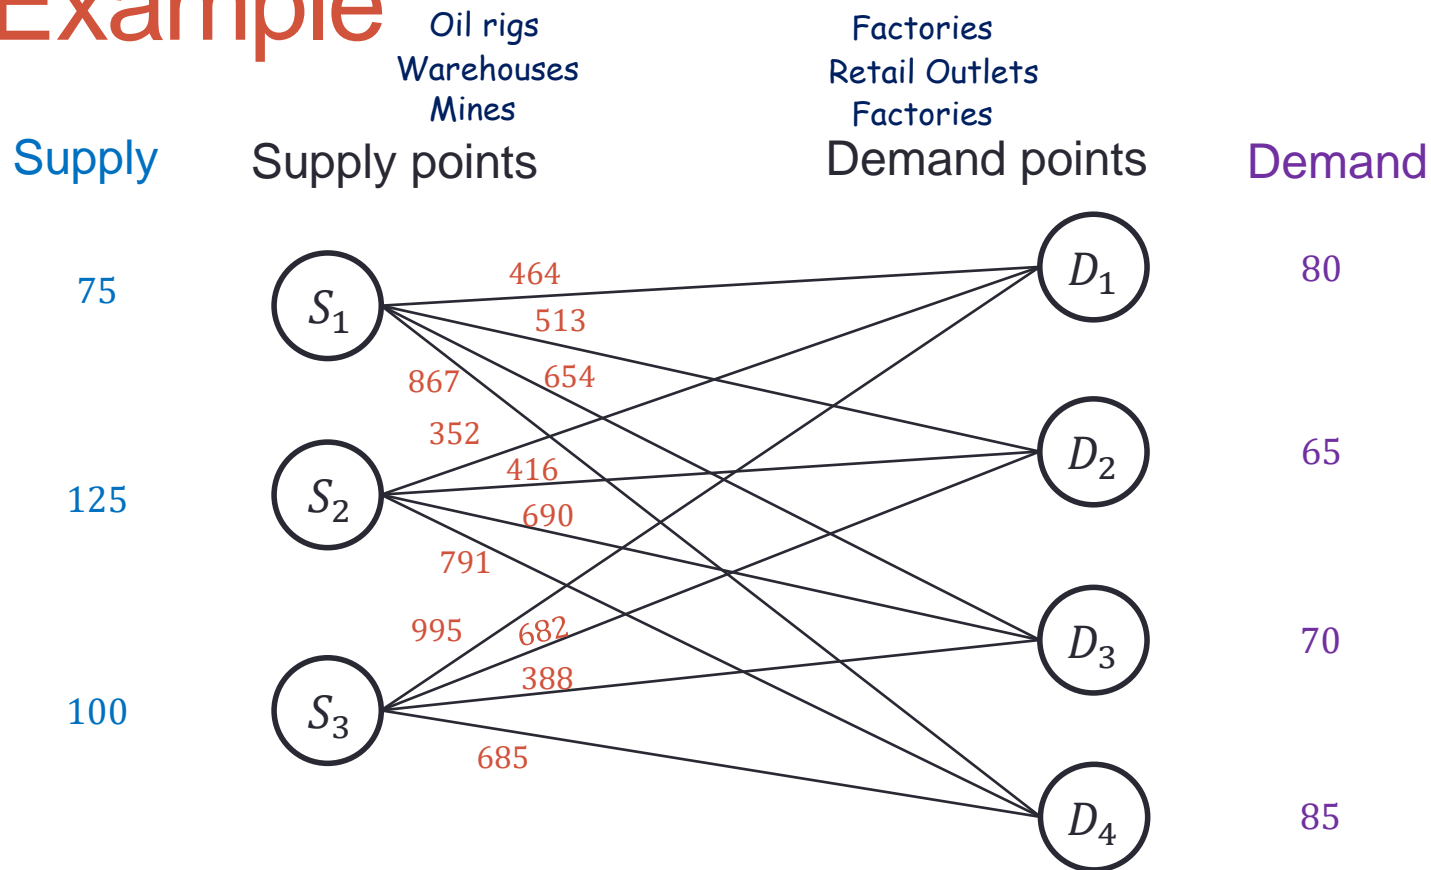 Example
Oil rigs
Warehouses
Mines
Factories
Retail Outlets
Factories
Supply
Supply points
Demand points
Demand
75
S₁
464
513
654
867
D₁
80
125
S₂
352
416
690
791
D₂
65
100
S₃
995
682
388
685
D₃
70
D₄
85